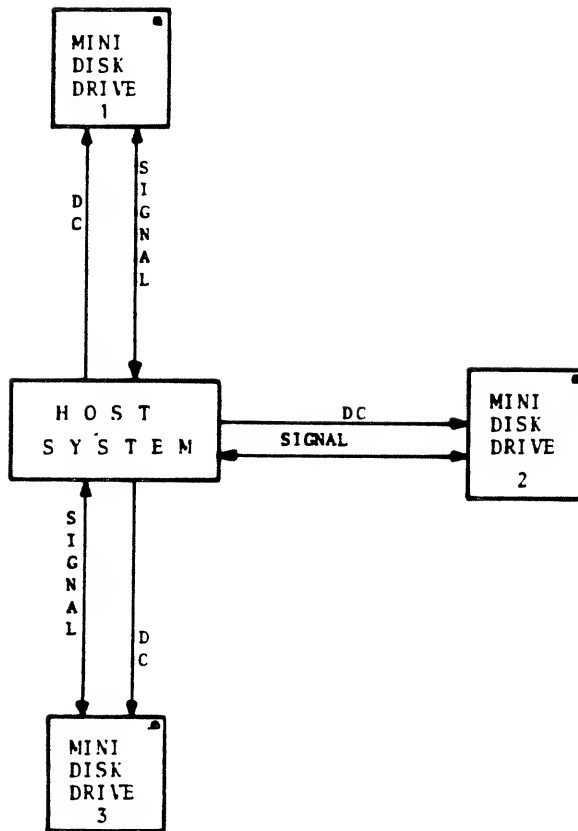 MINI
DISK
DRIVE
1
DC
SIGNAL
HOST
SYSTEM
DC
SIGNAL
MINI
DISK
DRIVE
2
SIGNAL
DC
MINI
DISK
DRIVE
3